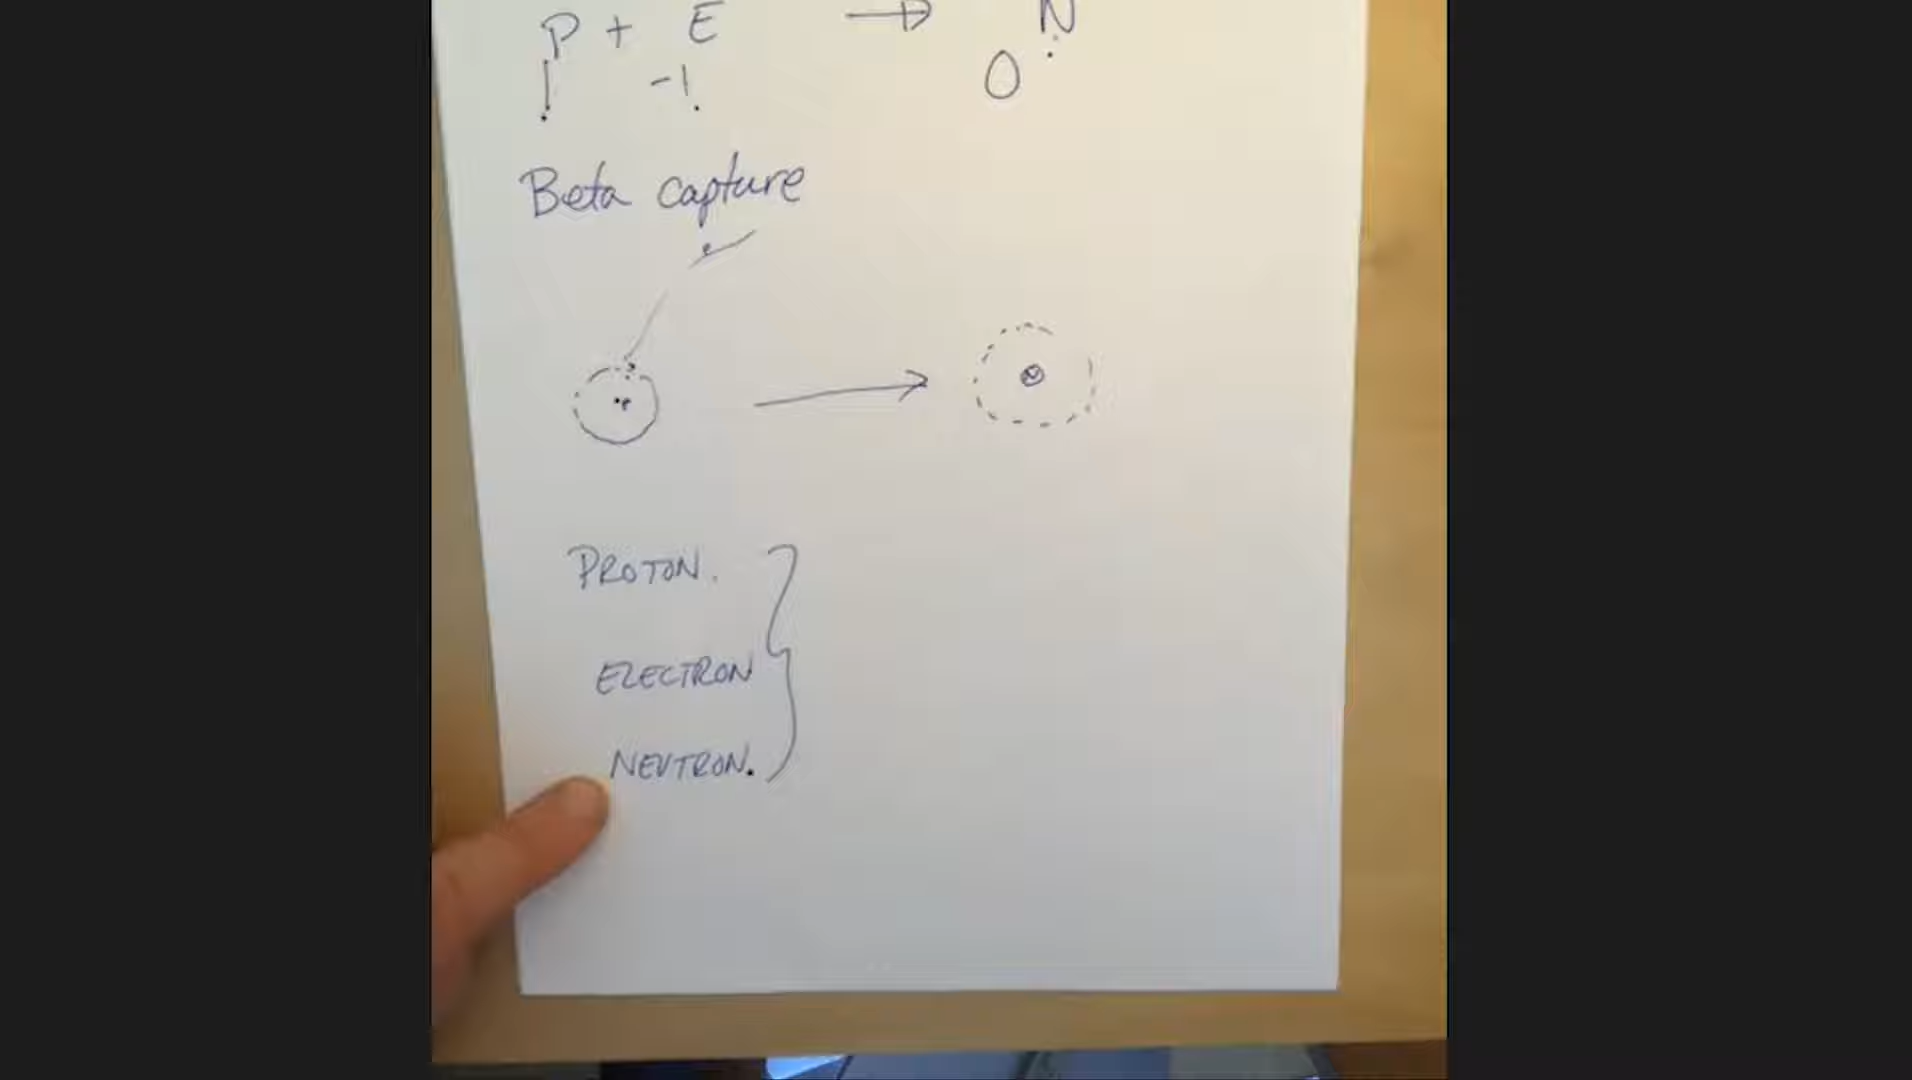 P + E → N
1 -1 0
Beta capture
e
P N
PROTON.
ELECTRON
NEUTRON.